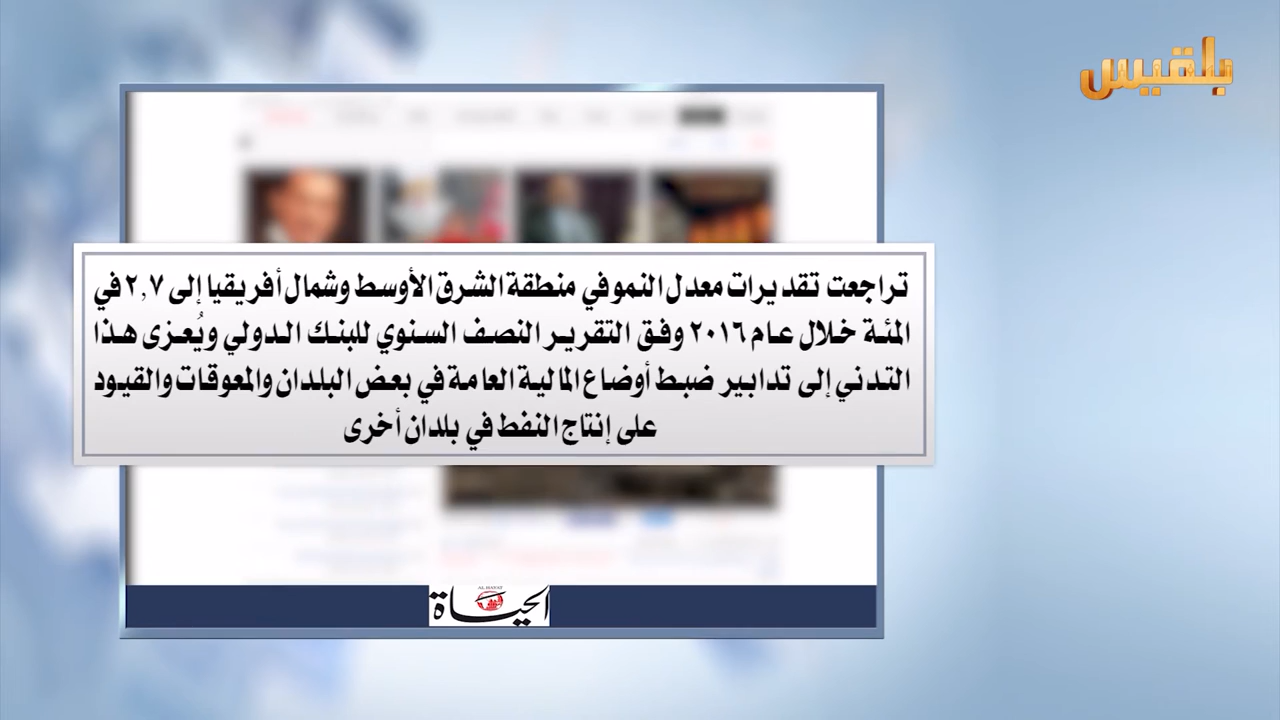 بلقيس
تراجعت تقديرات معدل النمو في منطقة الشرق الأوسط وشمال أفريقيا إلى ٢,٧ في
المئة خلال عام ٢٠١٦ وفق التقرير النصف السنوي للبنك الدولي ويُعزى هذا
التدني إلى تدابير ضبط أوضاع المالية العامة في بعض البلدان والمعوقات والقيود
على إنتاج النفط في بلدان أخرى
AL HAYAT
الحياة